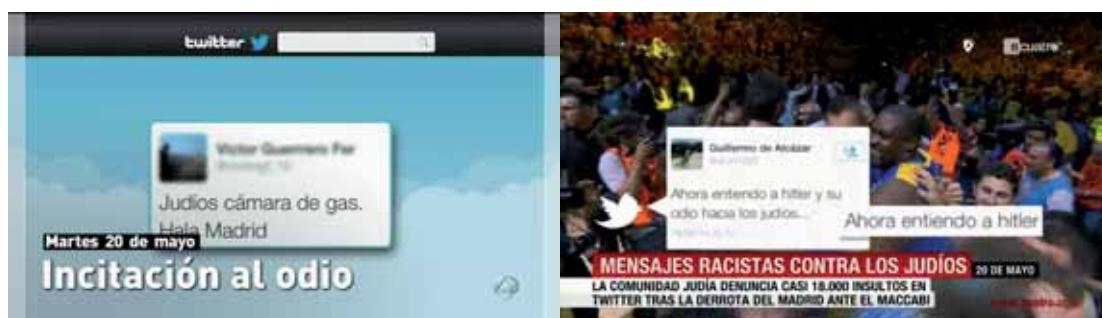 twitter
Judíos cámara de gas.
Hala Madrid
Martes 20 de mayo
Incitación al odio
cuatro
Guillermo de Alcázar
Ahora entiendo a hitler y su
odio hacia los judios...
Ahora entiendo a hitler
MENSAJES RACISTAS CONTRA LOS JUDÍOS 20 DE MAYO
LA COMUNIDAD JUDÍA DENUNCIA CASI 18.000 INSULTOS EN
TWITTER TRAS LA DERROTA DEL MADRID ANTE EL MACCABI